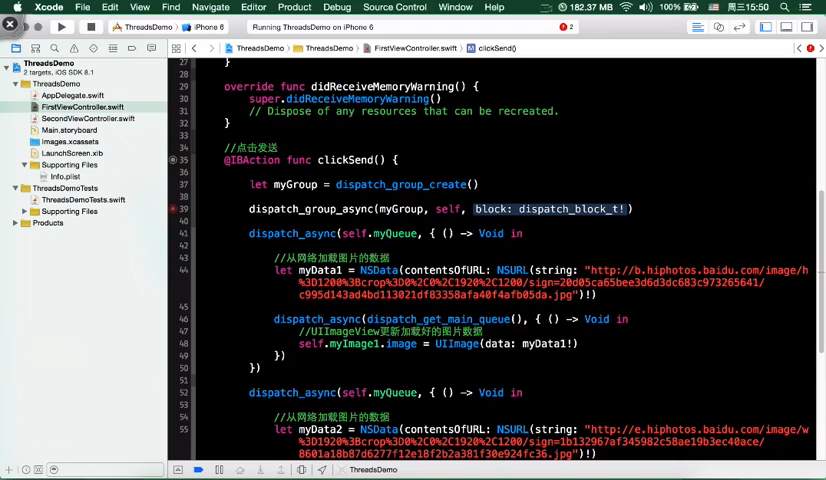 Xcode File Edit View Find Navigate Editor Product Debug Source Control Window Help 182.37 MB 100% 周三15:50
ThreadsDemo iPhone 6 Running ThreadsDemo on iPhone 6 2
ThreadsDemo ThreadsDemo FirstViewController.swift M clickSend()
ThreadsDemo
2 targets, iOS SDK 8.1
ThreadsDemo
AppDelegate.swift
FirstViewController.swift
SecondViewController.swift
Main.storyboard
Images.xcassets
LaunchScreen.xib
Supporting Files
Info.plist
ThreadsDemoTests
ThreadsDemoTests.swift
Supporting Files
Products
27 }
28
29 override func didReceiveMemoryWarning() {
30 super.didReceiveMemoryWarning()
31 // Dispose of any resources that can be recreated.
32 }
33
34 //点击发送
35 @IBAction func clickSend() {
36
37 let myGroup = dispatch_group_create()
38
39 dispatch_group_async(myGroup, self, block: dispatch_block_t!)
40
41 dispatch_async(self.myQueue, { () -> Void in
42
43 //从网络加载图片的数据
44 let myData1 = NSData(contentsOfURL: NSURL(string: "http://b.hiphotos.baidu.com/image/h
%3D1200%3Bcrop%3D0%2C0%2C1920%2C1200/sign=20d05ca65bee3d6d3dc683c973265641/
c995d143ad4bd113021df83358afa40f4afb05da.jpg")!)
45
46 dispatch_async(dispatch_get_main_queue(), { () -> Void in
47 //UIImageView更新加载好的图片数据
48 self.myImage1.image = UIImage(data: myData1!)
49 })
50 })
51
52 dispatch_async(self.myQueue, { () -> Void in
53
54 //从网络加载图片的数据
55 let myData2 = NSData(contentsOfURL: NSURL(string: "http://e.hiphotos.baidu.com/image/w
%3D1920%3Bcrop%3D0%2C0%2C1920%2C1200/sign=1b132967af345982c58ae19b3ec40ace/
8601a18b87d6277f12e18f2b2a381f30e924fc36.jpg")!)
ThreadsDemo